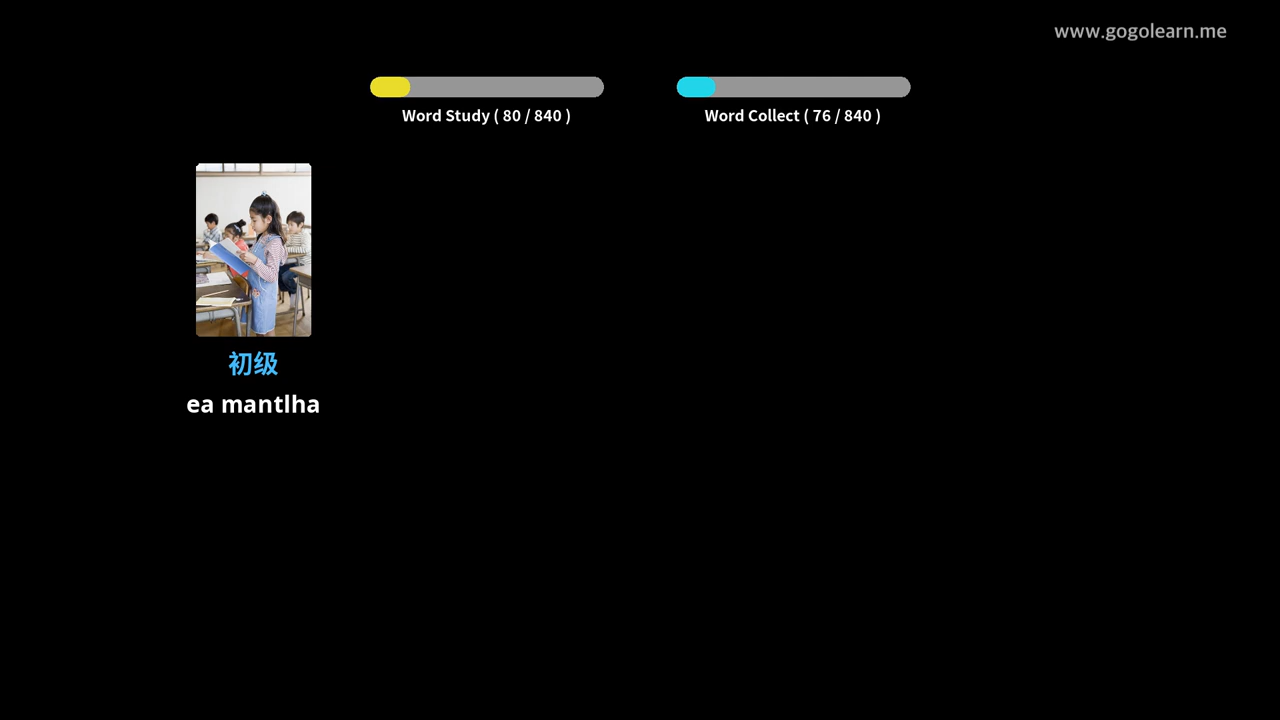 www.gogolearn.me
Word Study ( 80 / 840 )
Word Collect ( 76 / 840 )
初级
ea mantlha